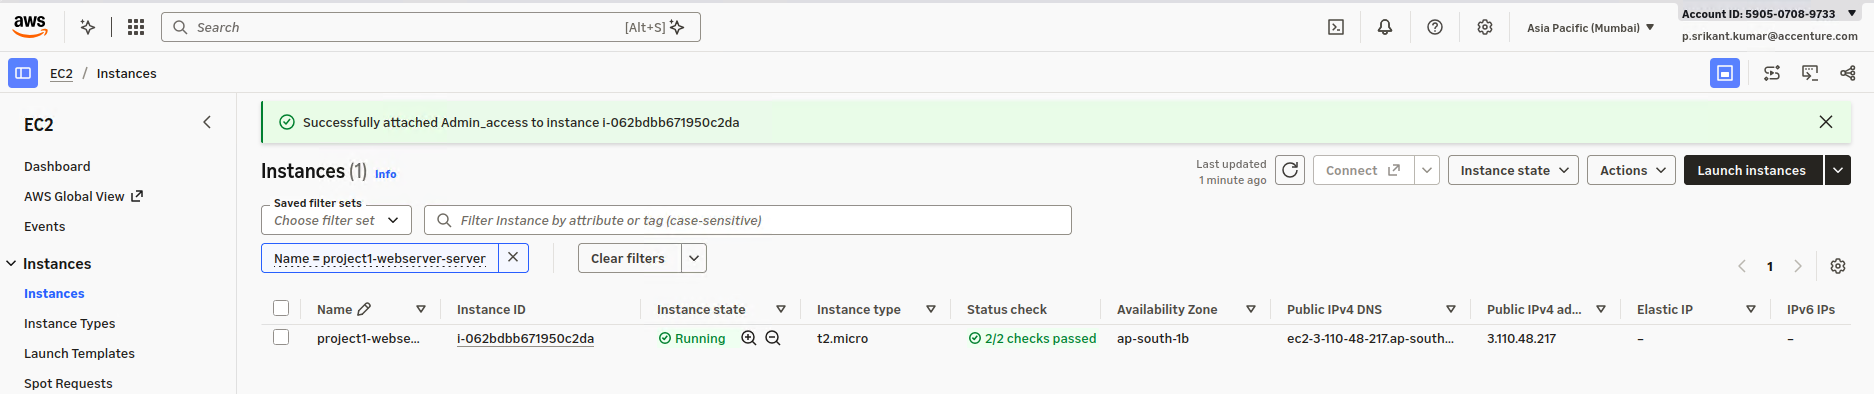 aws
Search
[Alt+S]
Asia Pacific (Mumbai)
Account ID: 5905-0708-9733
p.srikant.kumar@accenture.com
EC2 / Instances
EC2
Dashboard
AWS Global View
Events
Instances
Instances
Instance Types
Launch Templates
Spot Requests
Successfully attached Admin_access to instance i-062bdbb671950c2da
Instances (1) Info
Last updated
1 minute ago
Connect
Instance state
Actions
Launch instances
Saved filter sets
Choose filter set
Filter Instance by attribute or tag (case-sensitive)
Name = project1-webserver-server
Clear filters
1
Name Instance ID Instance state Instance type Status check Availability Zone Public IPv4 DNS Public IPv4 ad... Elastic IP IPv6 IPs
project1-webse... i-062bdbb671950c2da Running t2.micro 2/2 checks passed ap-south-1b ec2-3-110-48-217.ap-south... 3.110.48.217 – –